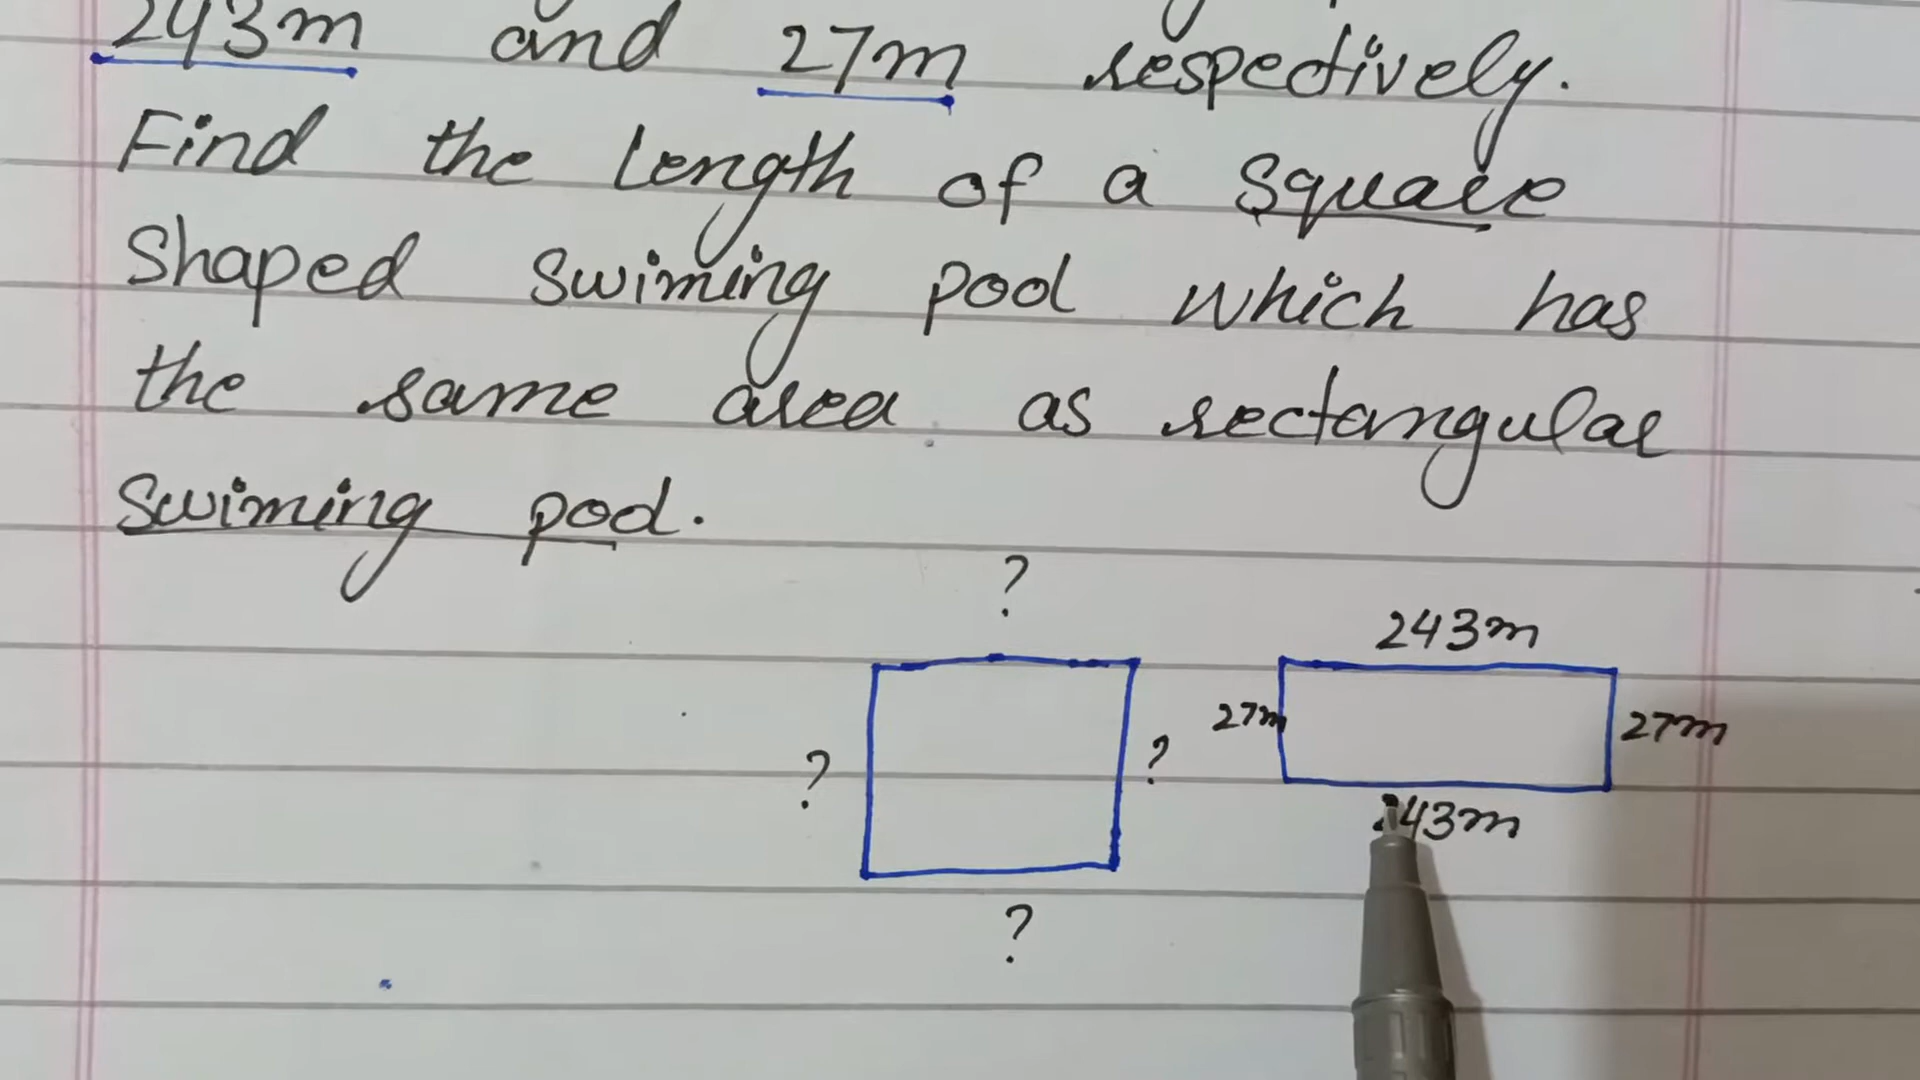 243m and 27m respectively.
Find the length of a square
shaped swiming pool which has
the same area as rectangular
swiming pool.
?
243m
27m
27m
?
?
243m
?